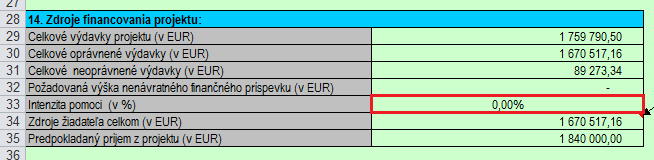 27
28 14. Zdroje financovania projektu:
29 Celkové výdavky projektu (v EUR) 1 759 790,50
30 Celkové oprávnené výdavky (v EUR) 1 670 517,16
31 Celkové neoprávnené výdavky (v EUR) 89 273,34
32 Požadovaná výška nenávratného finančného príspevku (v EUR) -
33 Intenzita pomoci (v %) 0,00%
34 Zdroje žiadateľa celkom (v EUR) 1 670 517,16
35 Predpokladaný prijem z projektu (v EUR) 1 840 000,00
36